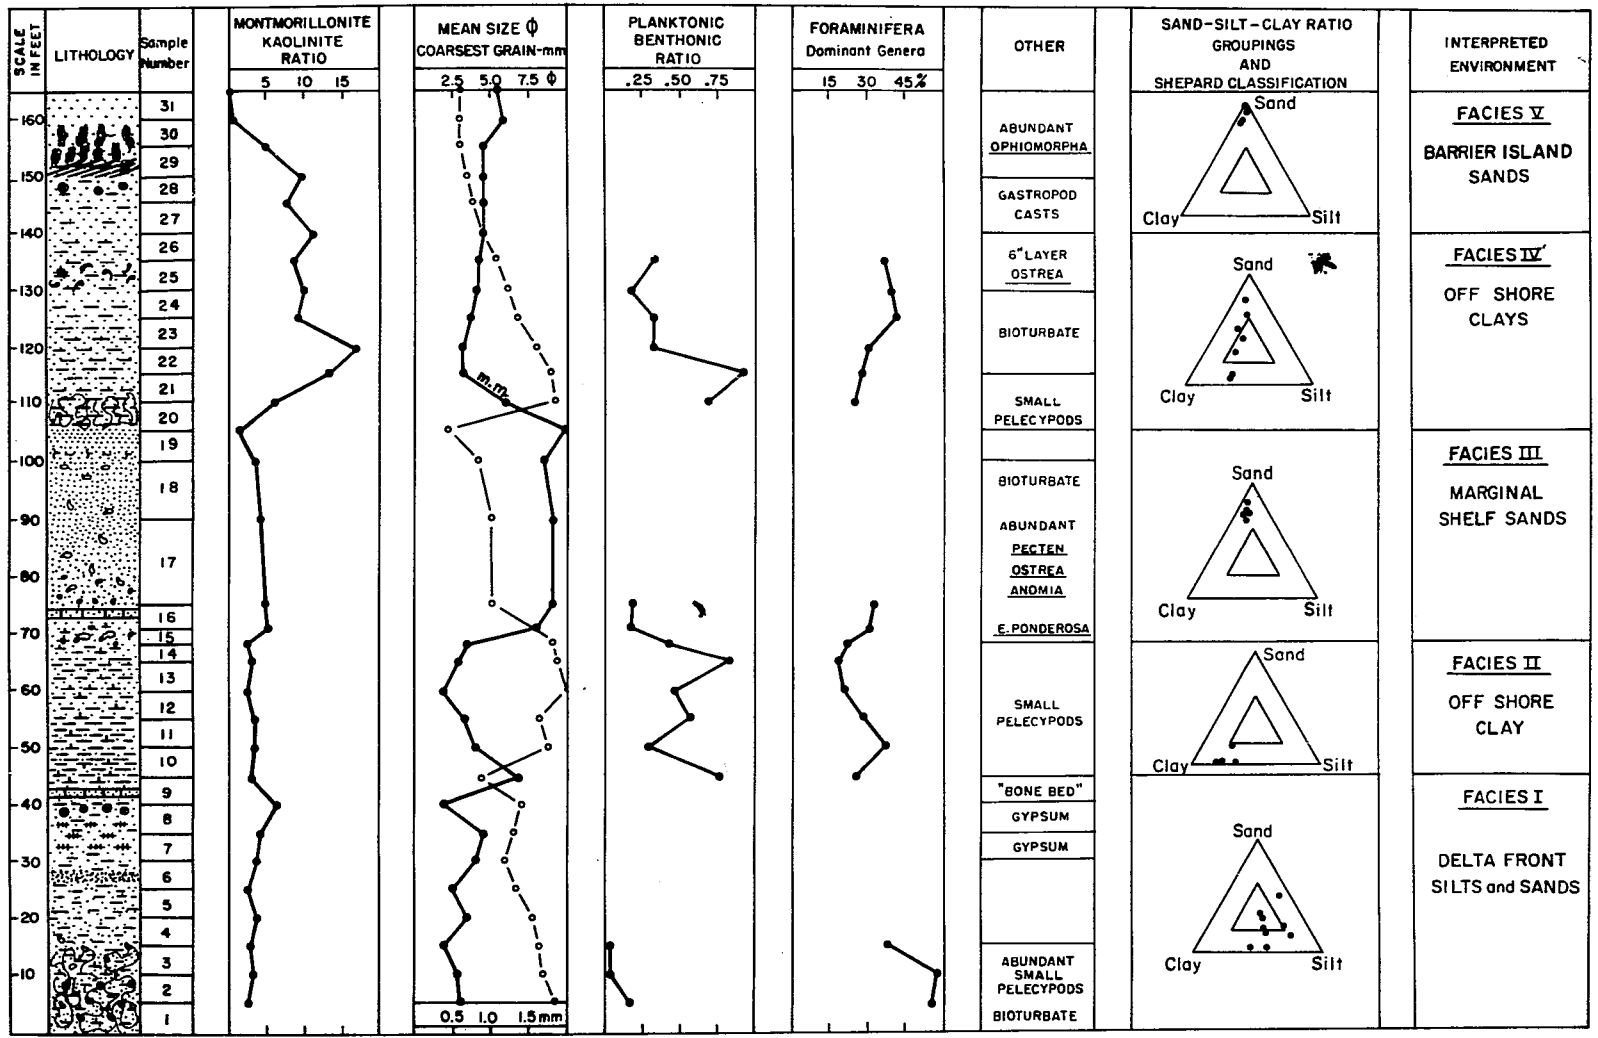 SCALE IN FEET
LITHOLOGY
Sample Number
MONTMORILLONITE
KAOLINITE
RATIO
5 10 15
MEAN SIZE ϕ
COARSEST GRAIN-mm
2.5 5.0 7.5 ϕ
PLANKTONIC
BENTHONIC
RATIO
.25 .50 .75
FORAMINIFERA
Dominant Genera
15 30 45%
OTHER
SAND-SILT-CLAY RATIO
GROUPINGS
AND
SHEPARD CLASSIFICATION
INTERPRETED
ENVIRONMENT
160
150
140
130
120
110
100
90
80
70
60
50
40
30
20
10
31
30
29
28
27
26
25
24
23
22
21
20
19
18
17
16
15
14
13
12
11
10
9
8
7
6
5
4
3
2
1
m.m.
0.5 1.0 1.5 mm
ABUNDANT
OPHIOMORPHA
GASTROPOD
CASTS
6" LAYER
OSTREA
BIOTURBATE
SMALL
PELECYPODS
BIOTURBATE
ABUNDANT
PECTEN
OSTREA
ANOMIA
E. PONDEROSA
SMALL
PELECYPODS
"BONE BED"
GYPSUM
GYPSUM
ABUNDANT
SMALL
PELECYPODS
BIOTURBATE
Sand
Clay Silt
Sand
Clay Silt
Sand
Clay Silt
Sand
Clay Silt
Sand
Clay Silt
FACIES V
BARRIER ISLAND
SANDS
FACIES IV
OFF SHORE
CLAYS
FACIES III
MARGINAL
SHELF SANDS
FACIES II
OFF SHORE
CLAY
FACIES I
DELTA FRONT
SILTS and SANDS